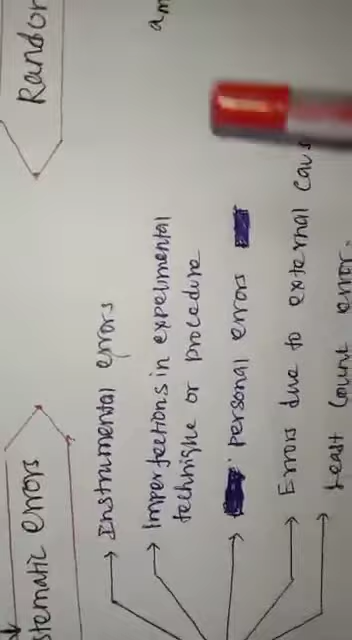 stematic errors
Random
Instrumental errors
Imperfections in experimental
technique or procedure
Personal errors
Errors due to external caus
Least count error.